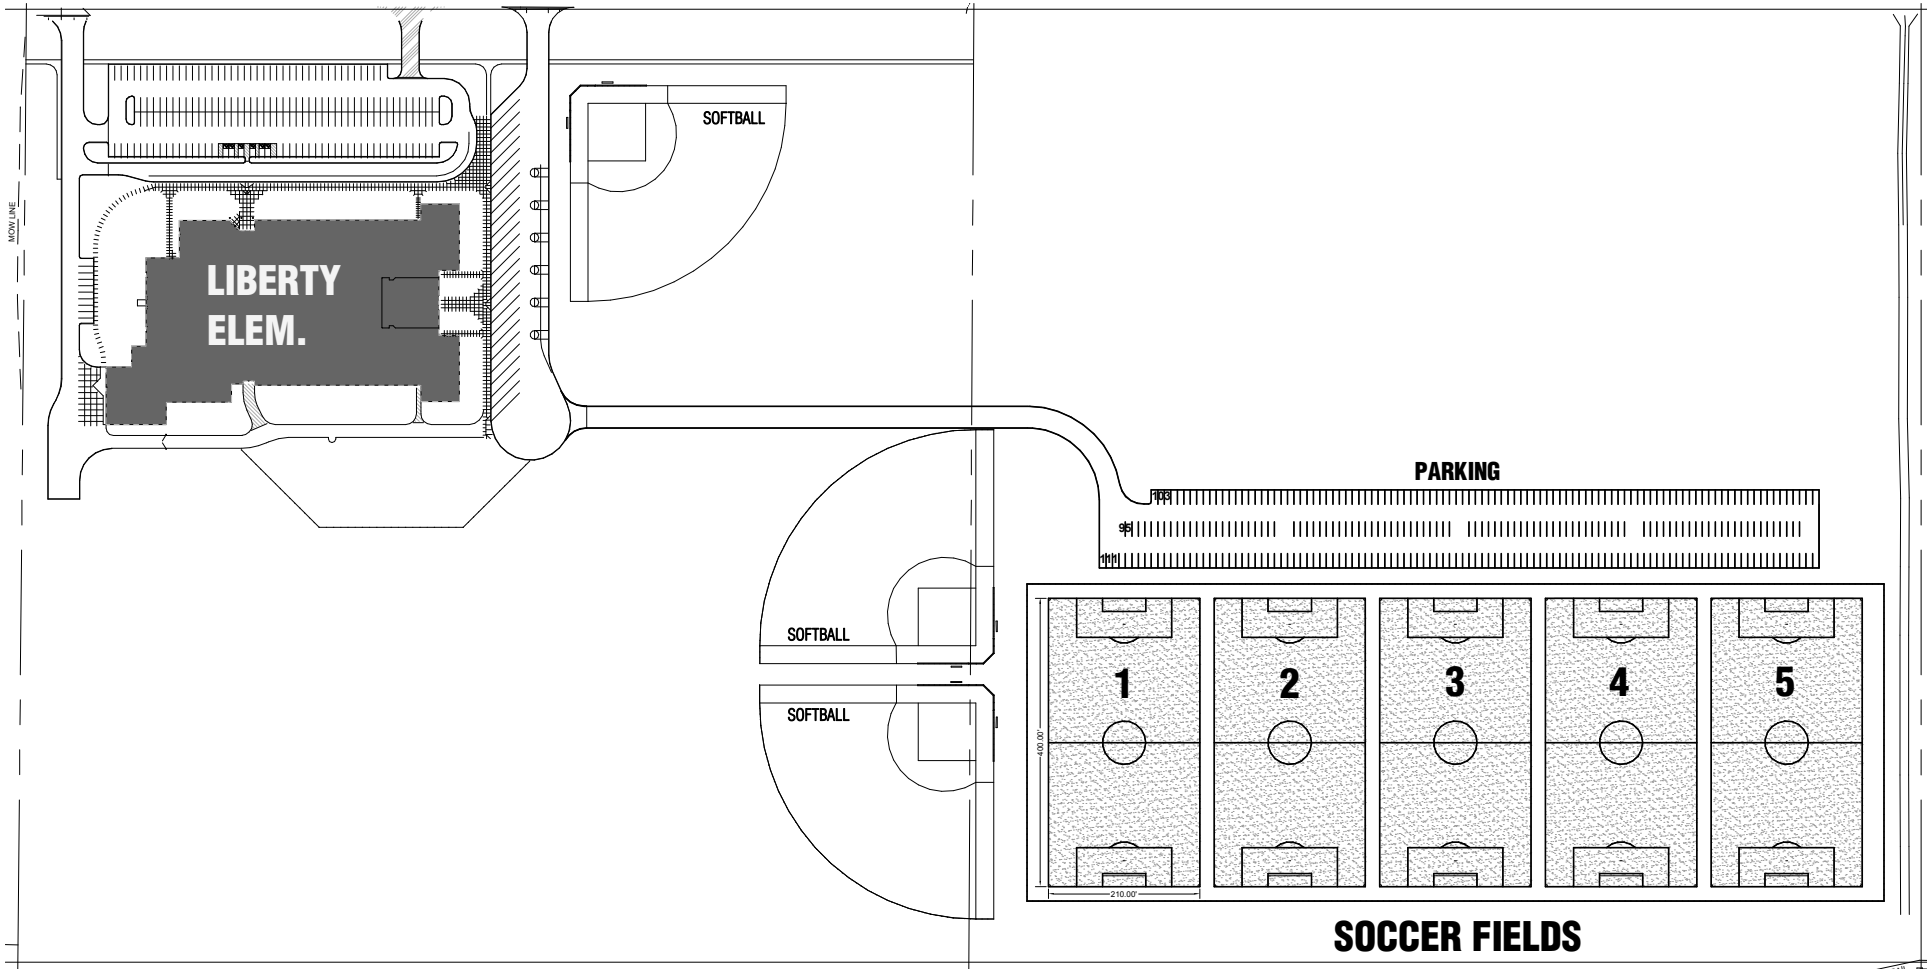 SOFTBALL
MOW LINE
LIBERTY
ELEM.
PARKING
103
95
111
SOFTBALL
1
2
3
4
5
SOFTBALL
400.00'
210.00'
SOCCER FIELDS